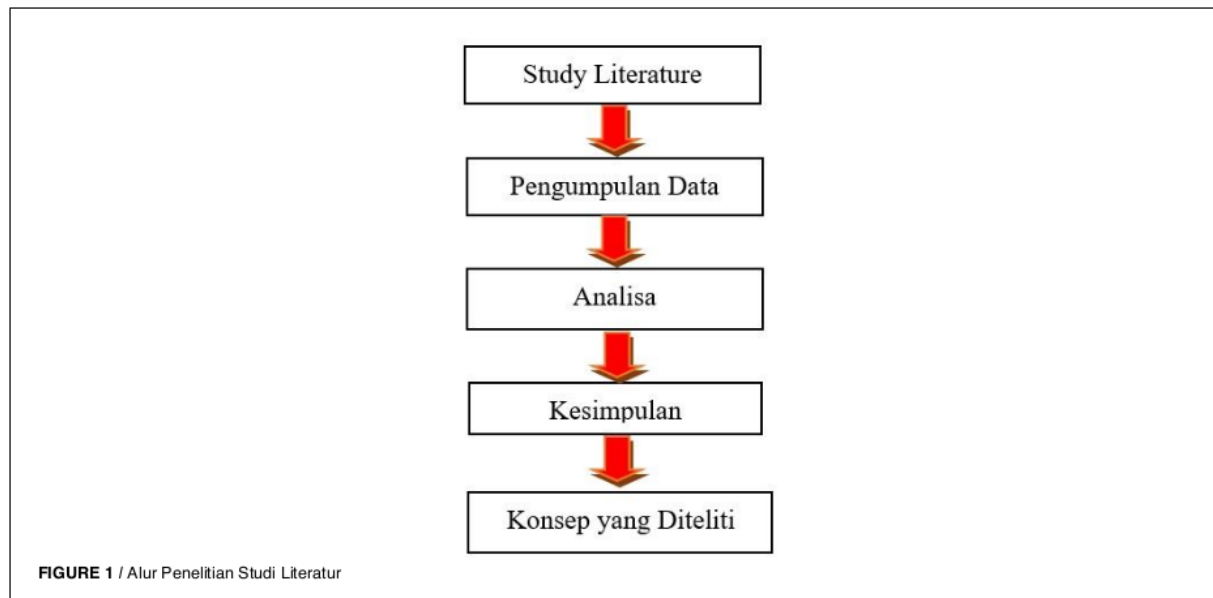 Study Literature
Pengumpulan Data
Analisa
Kesimpulan
Konsep yang Diteliti
FIGURE 1 / Alur Penelitian Studi Literatur